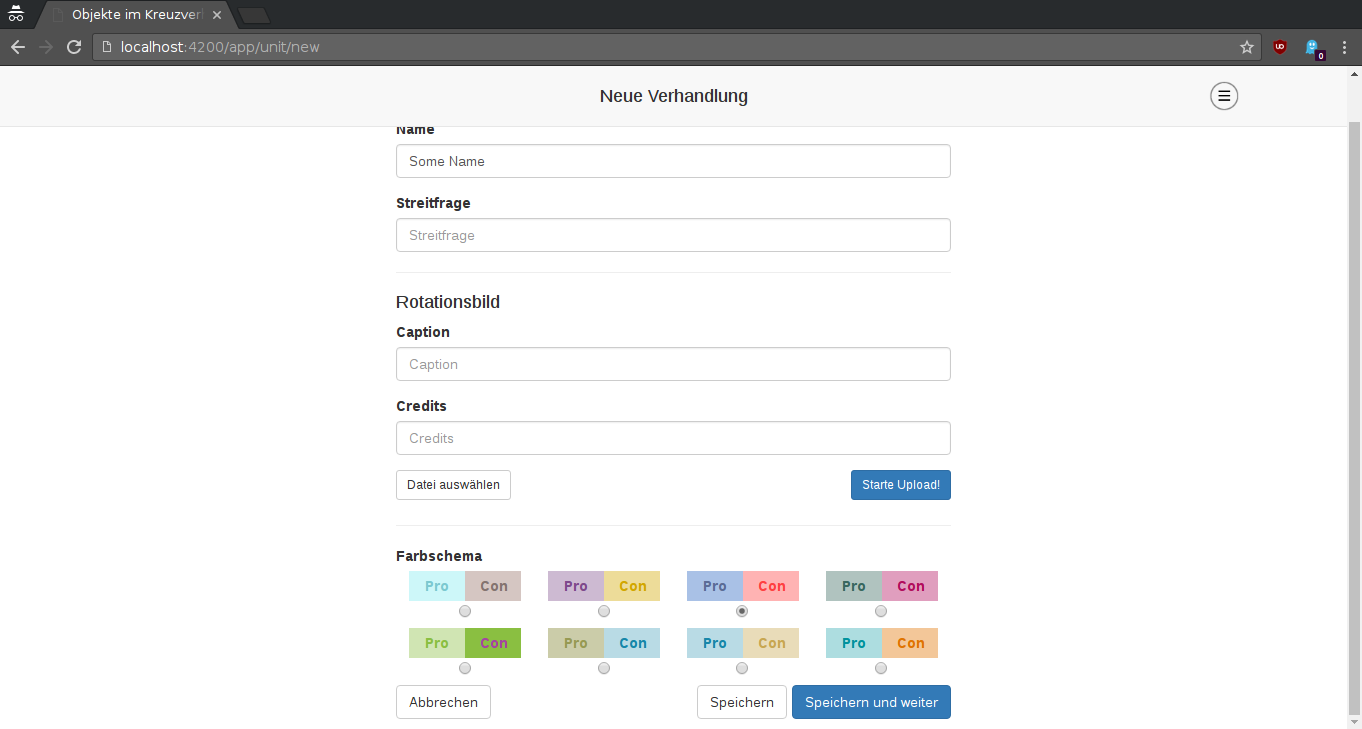 Objekte im Kreuzver
localhost:4200/app/unit/new
UD
0
Neue Verhandlung
Name
Some Name
Streitfrage
Streitfrage
Rotationsbild
Caption
Caption
Credits
Credits
Datei auswählen Starte Upload!
Farbschema
Pro Con Pro Con Pro Con Pro Con
Pro Con Pro Con Pro Con Pro Con
Abbrechen Speichern Speichern und weiter